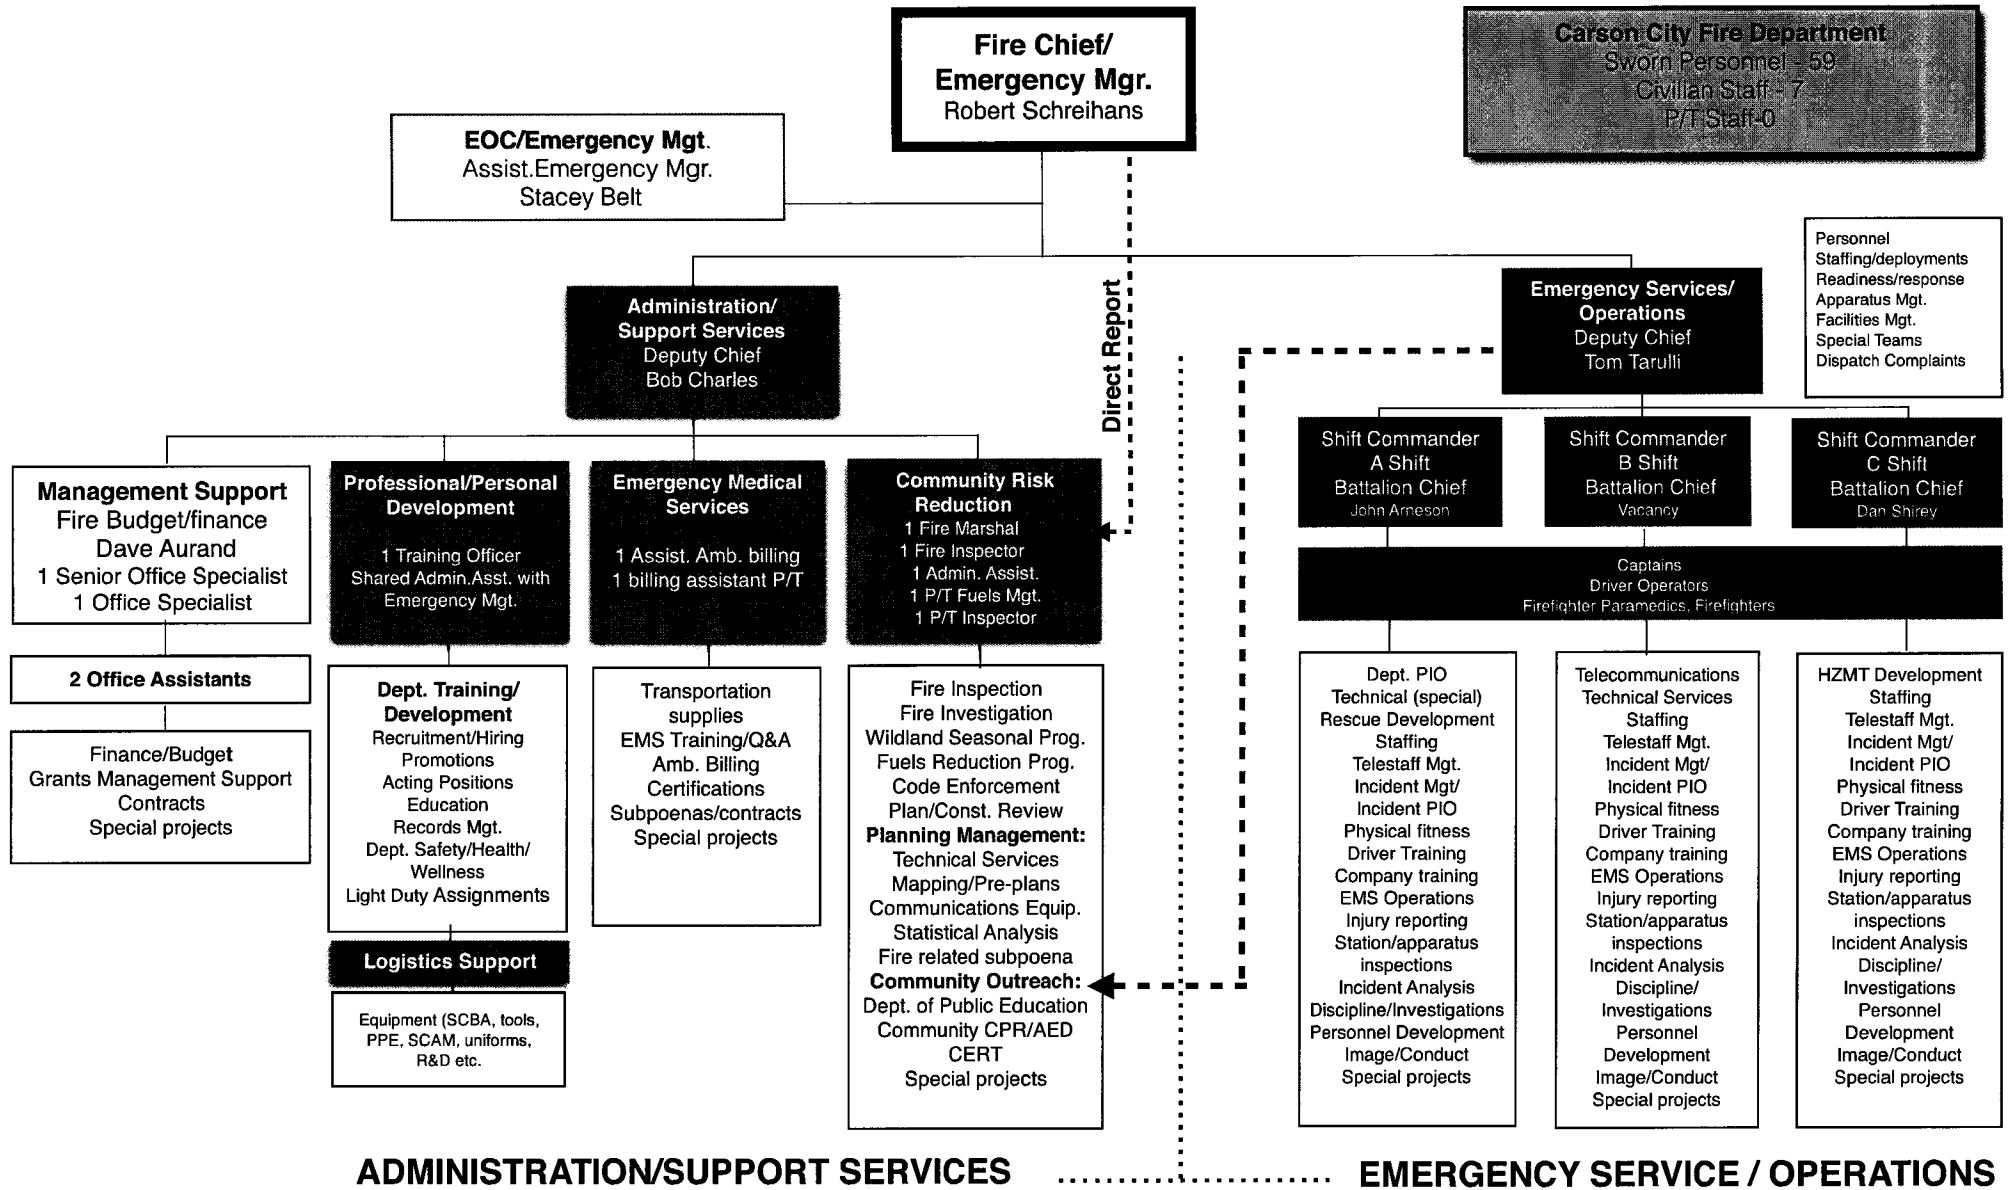 Fire Chief/
Emergency Mgr.
Robert Schreihans
Carson City Fire Department
Sworn Personnel - 59
Civilian Staff - 7
P/T Staff-0
EOC/Emergency Mgt.
Assist.Emergency Mgr.
Stacey Belt
Personnel
Staffing/deployments
Readiness/response
Apparatus Mgt.
Facilities Mgt.
Special Teams
Dispatch Complaints
Direct Report
Administration/
Support Services
Deputy Chief
Bob Charles
Emergency Services/
Operations
Deputy Chief
Tom Tarulli
Management Support
Fire Budget/finance
Dave Aurand
1 Senior Office Specialist
1 Office Specialist
2 Office Assistants
Finance/Budget
Grants Management Support
Contracts
Special projects
Professional/Personal
Development
1 Training Officer
Shared Admin.Asst. with
Emergency Mgt.
Dept. Training/
Development
Recruitment/Hiring
Promotions
Acting Positions
Education
Records Mgt.
Dept. Safety/Health/
Wellness
Light Duty Assignments
Logistics Support
Equipment (SCBA, tools,
PPE, SCAM, uniforms,
R&D etc.
Emergency Medical
Services
1 Assist. Amb. billing
1 billing assistant P/T
Transportation
supplies
EMS Training/Q&A
Amb. Billing
Certifications
Subpoenas/contracts
Special projects
Community Risk
Reduction
1 Fire Marshal
1 Fire Inspector
1 Admin. Assist.
1 P/T Fuels Mgt.
1 P/T Inspector
Fire Inspection
Fire Investigation
Wildland Seasonal Prog.
Fuels Reduction Prog.
Code Enforcement
Plan/Const. Review
Planning Management:
Technical Services
Mapping/Pre-plans
Communications Equip.
Statistical Analysis
Fire related subpoena
Community Outreach:
Dept. of Public Education
Community CPR/AED
CERT
Special projects
Shift Commander
A Shift
Battalion Chief
John Arneson
Shift Commander
B Shift
Battalion Chief
Vacancy
Shift Commander
C Shift
Battalion Chief
Dan Shirey
Captains
Driver Operators
Firefighter Paramedics, Firefighters
Dept. PIO
Technical (special)
Rescue Development
Staffing
Telestaff Mgt.
Incident Mgt/
Incident PIO
Physical fitness
Driver Training
Company training
EMS Operations
Injury reporting
Station/apparatus
inspections
Incident Analysis
Discipline/Investigations
Personnel Development
Image/Conduct
Special projects
Telecommunications
Technical Services
Staffing
Telestaff Mgt.
Incident Mgt/
Incident PIO
Physical fitness
Driver Training
Company training
EMS Operations
Injury reporting
Station/apparatus
inspections
Incident Analysis
Discipline/
Investigations
Personnel
Development
Image/Conduct
Special projects
HZMT Development
Staffing
Telestaff Mgt.
Incident Mgt/
Incident PIO
Physical fitness
Driver Training
Company training
EMS Operations
Injury reporting
Station/apparatus
inspections
Incident Analysis
Discipline/
Investigations
Personnel
Development
Image/Conduct
Special projects
ADMINISTRATION/SUPPORT SERVICES
EMERGENCY SERVICE / OPERATIONS